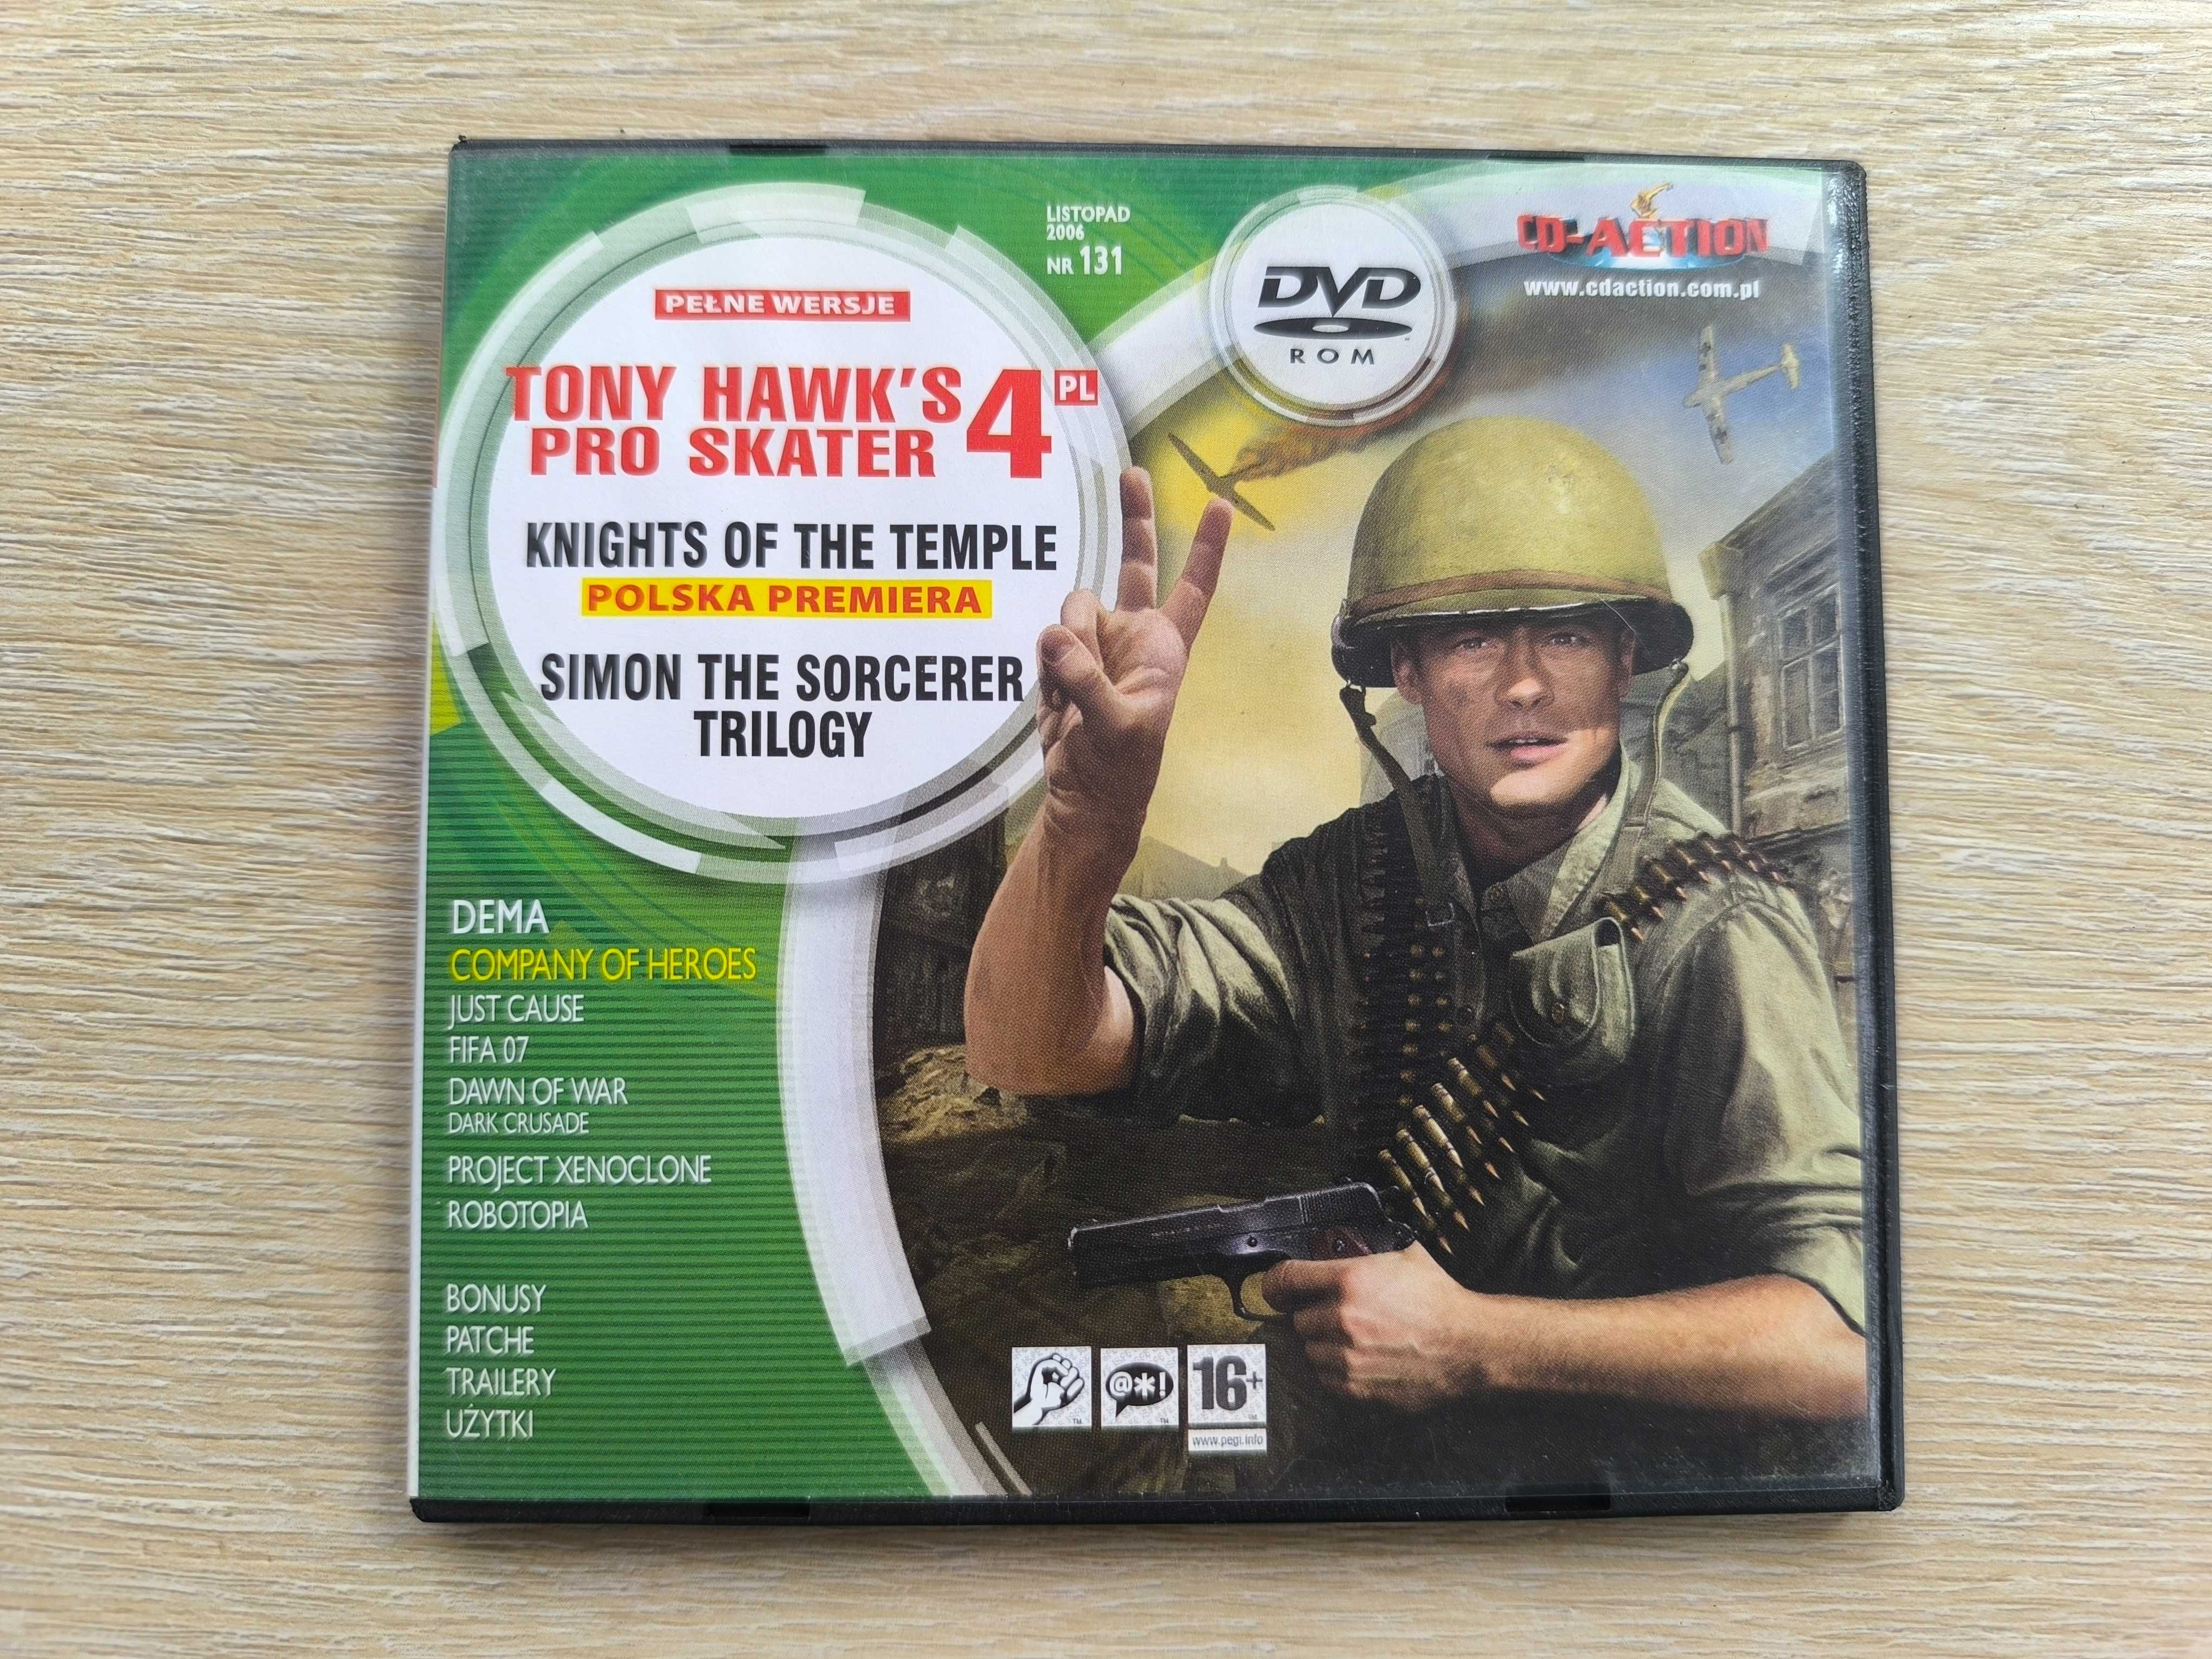 LISTOPAD
2006
NR 131
DVD
ROM
CD-ACTION
www.cdaction.com.pl
PEŁNE WERSJE
TONY HAWK'S
PRO SKATER 4 PL
KNIGHTS OF THE TEMPLE
POLSKA PREMIERA
SIMON THE SORCERER
TRILOGY
DEMA
COMPANY OF HEROES
JUST CAUSE
FIFA 07
DAWN OF WAR
DARK CRUSADE
PROJECT XENOCLONE
ROBOTOPIA
BONUSY
PATCHE
TRAILERY
UŻYTKI
@*!
16+
www.pegi.info